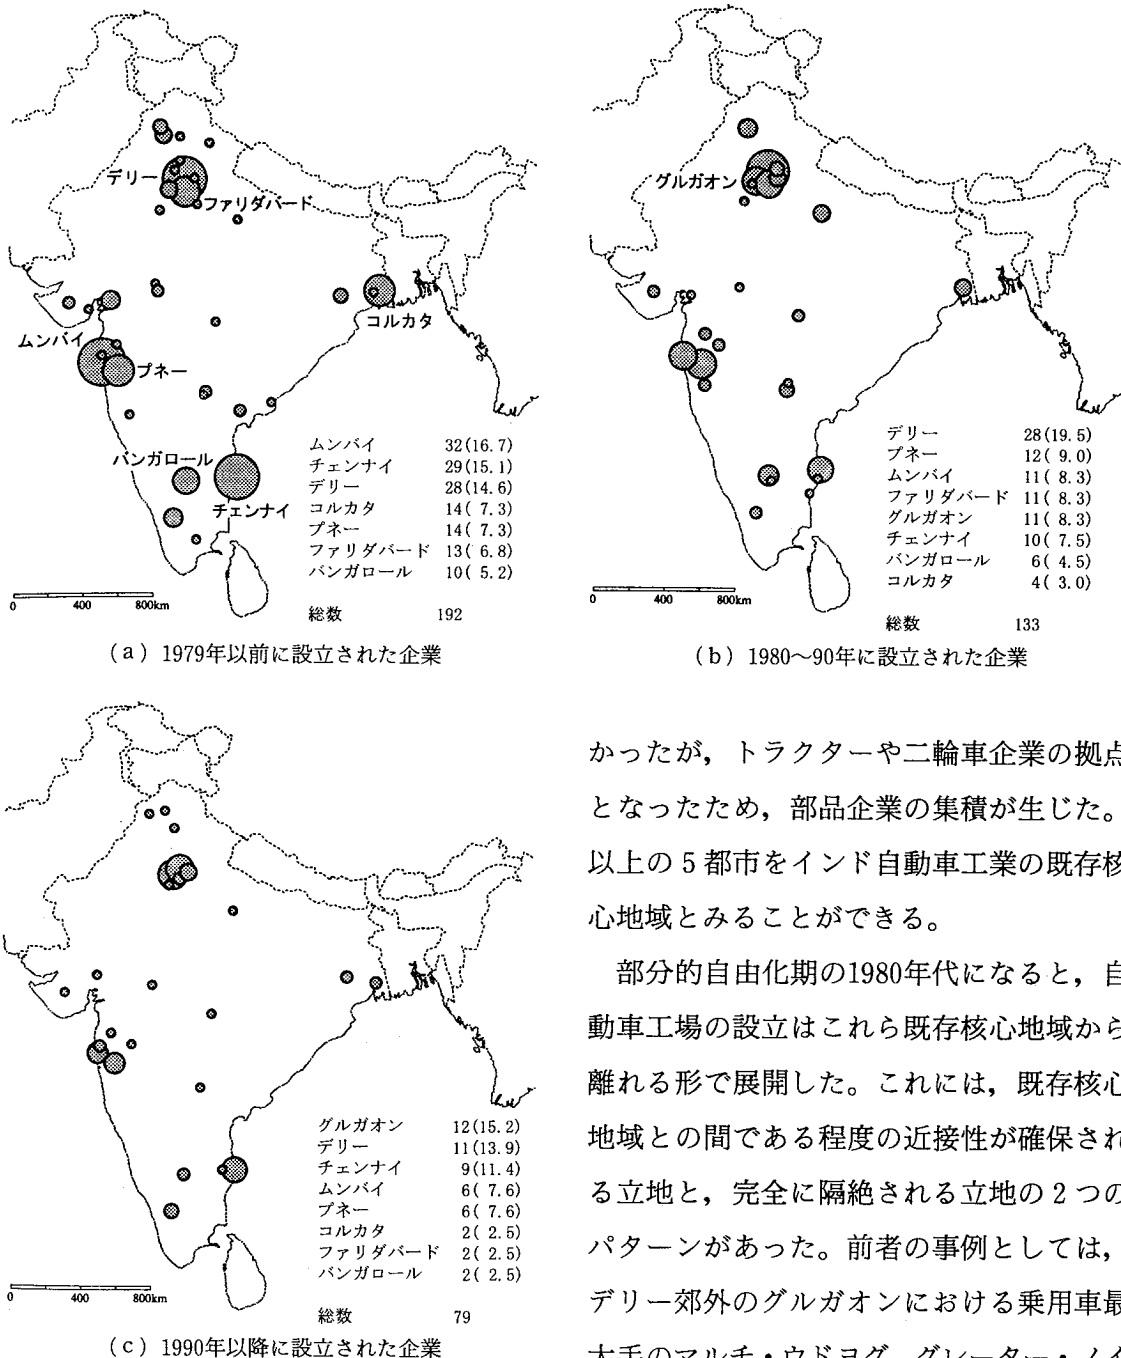 デリー
ファリダバード
ムンバイ
プネー
コルカタ
バンガロール
チェンナイ
ムンバイ 32(16.7)
チェンナイ 29(15.1)
デリー 28(14.6)
コルカタ 14( 7.3)
プネー 14( 7.3)
ファリダバード 13( 6.8)
バンガロール 10( 5.2)
総数 192
0 400 800km
(a) 1979年以前に設立された企業
グルガオン
デリー 28(19.5)
プネー 12( 9.0)
ムンバイ 11( 8.3)
ファリダバード 11( 8.3)
グルガオン 11( 8.3)
チェンナイ 10( 7.5)
バンガロール 6( 4.5)
コルカタ 4( 3.0)
総数 133
0 400 800km
(b) 1980〜90年に設立された企業
グルガオン 12(15.2)
デリー 11(13.9)
チェンナイ 9(11.4)
ムンバイ 6( 7.6)
プネー 6( 7.6)
コルカタ 2( 2.5)
ファリダバード 2( 2.5)
バンガロール 2( 2.5)
総数 79
0 400 800km
(c) 1990年以降に設立された企業
かったが，トラクターや二輪車企業の拠点
となったため，部品企業の集積が生じた。
以上の5都市をインド自動車工業の既存核
心地域とみることができる。
部分的自由化期の1980年代になると，自
動車工場の設立はこれら既存核心地域から
離れる形で展開した。これには，既存核心
地域との間である程度の近接性が確保され
る立地と，完全に隔絶される立地の2つの
パターンがあった。前者の事例としては，
デリー郊外のグルガオンにおける乗用車最
大手のマルチ・ウドヨグ，グレーター・ノイ